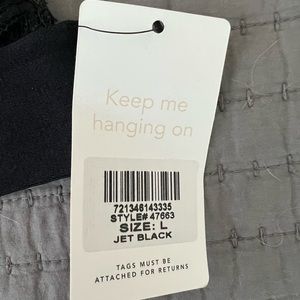 Keep me
hanging on
721346143335
STYLE# 47663
SIZE: L
JET BLACK
TAGS MUST BE
ATTACHED FOR RETURNS